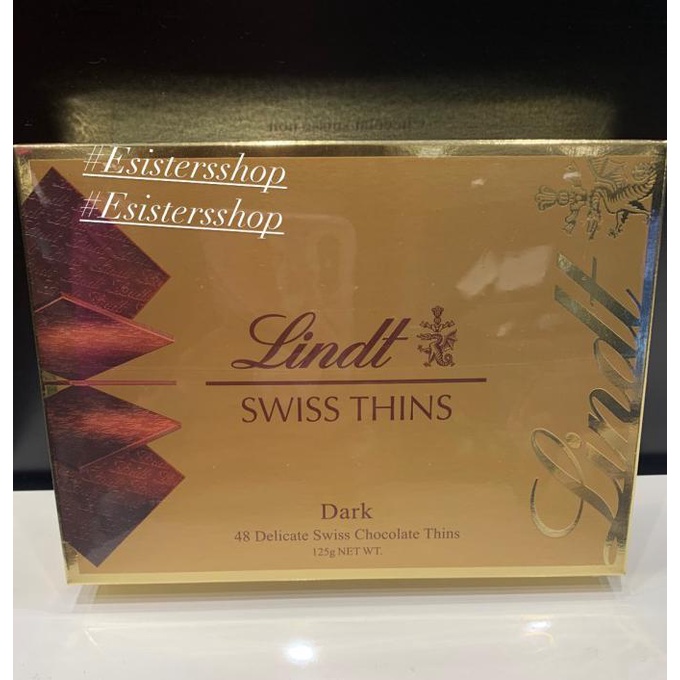 #Esistersshop
#Esistersshop
Lindt
SWISS THINS
Dark
48 Delicate Swiss Chocolate Thins
125g NET WT.
Lindt